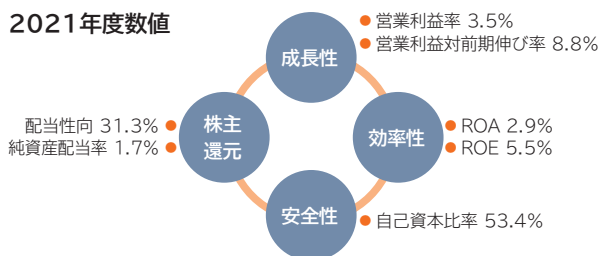 2021年度数値
成長性
営業利益率 3.5%
営業利益対前期伸び率 8.8%
株主
還元
配当性向 31.3%
純資産配当率 1.7%
効率性
ROA 2.9%
ROE 5.5%
安全性
自己資本比率 53.4%